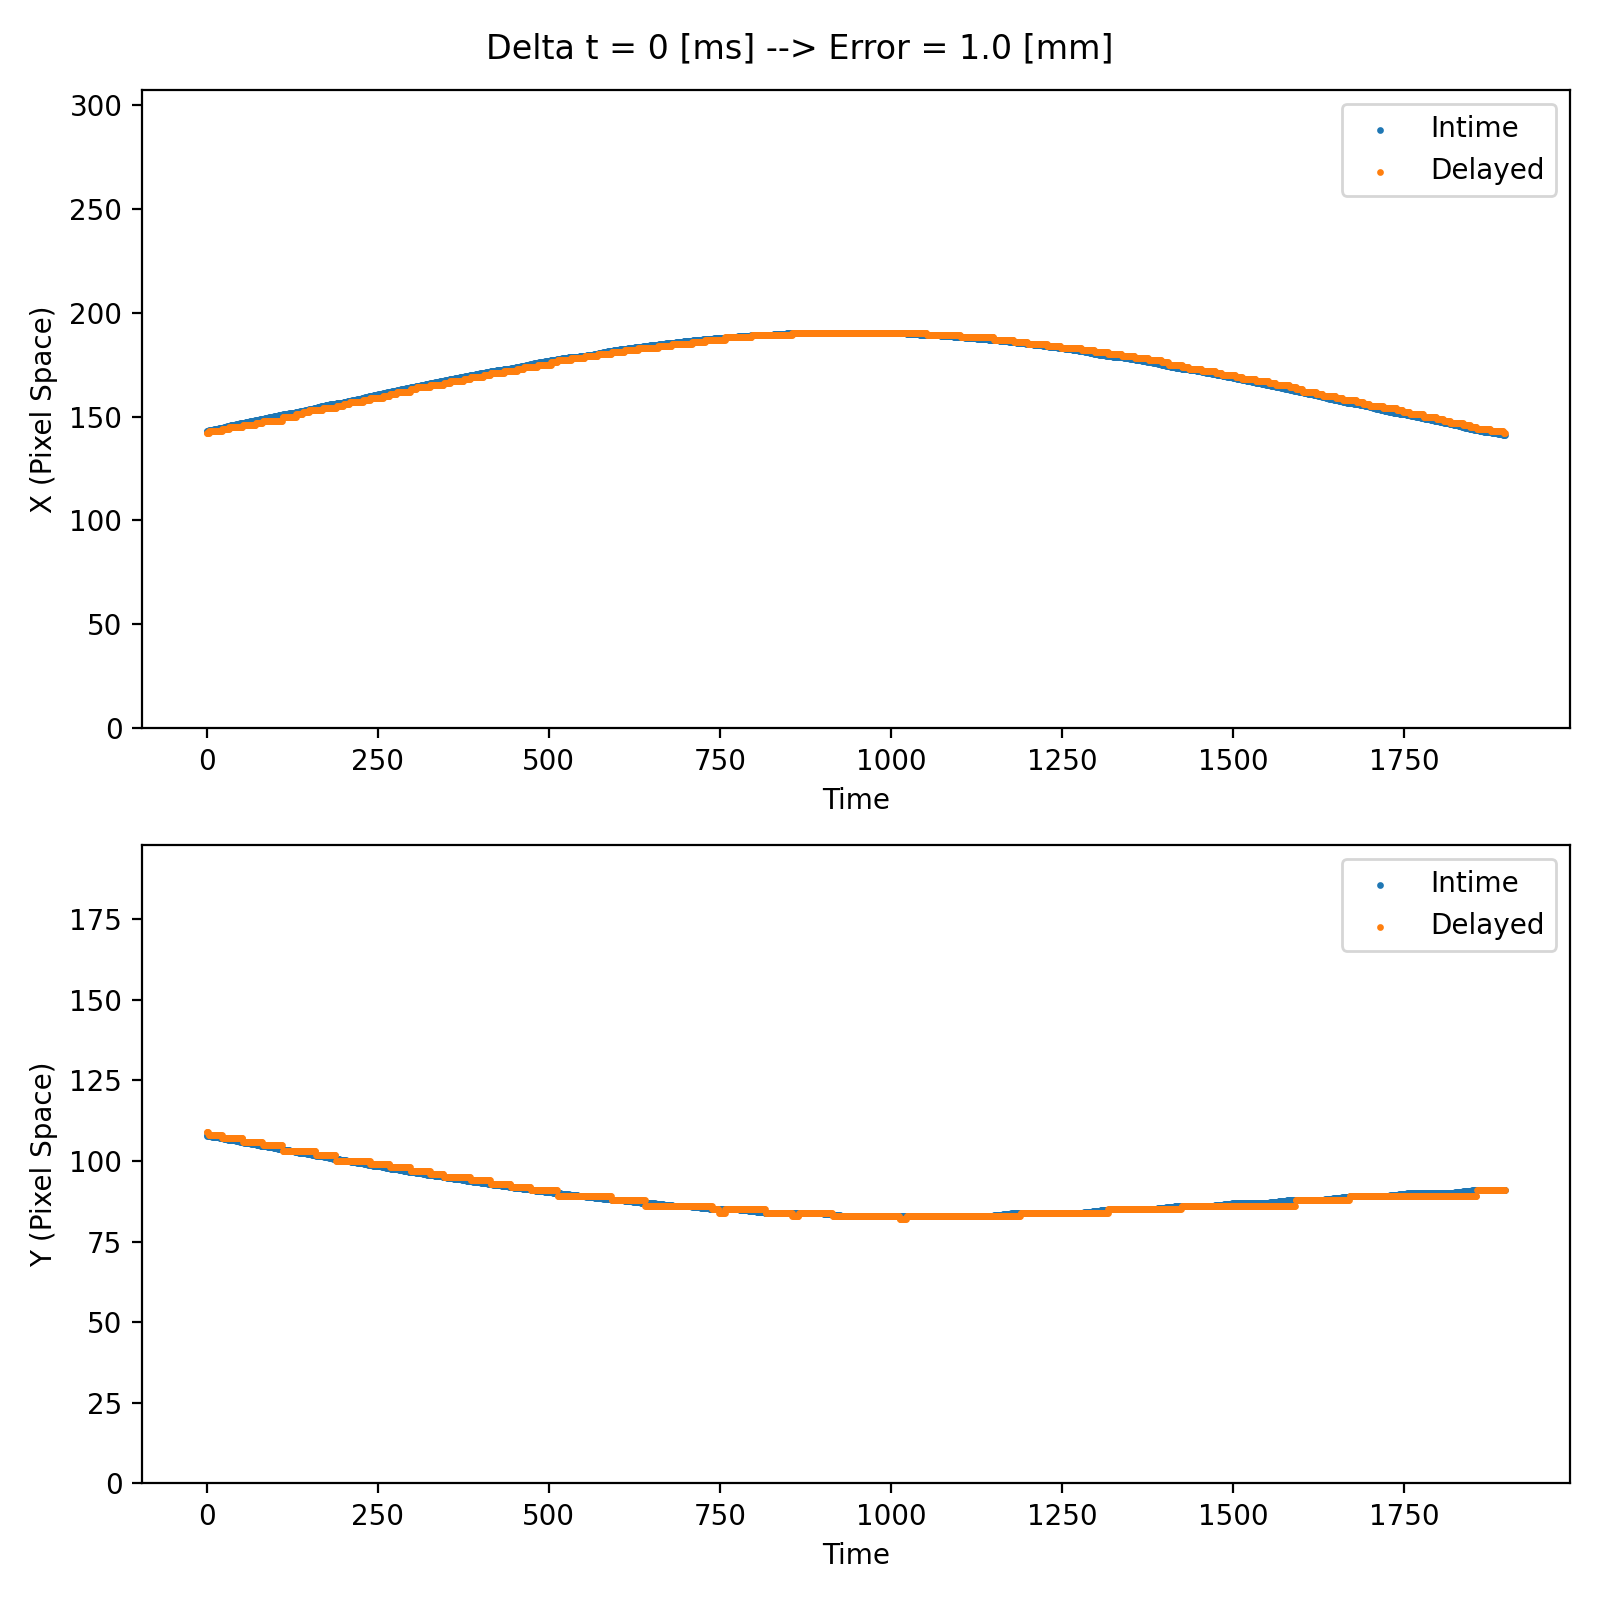 Delta t = 0 [ms] --> Error = 1.0 [mm]
300
250
200
150
100
50
0
X (Pixel Space)
Intime
Delayed
0 250 500 750 1000 1250 1500 1750
Time
175
150
125
100
75
50
25
0
Y (Pixel Space)
Intime
Delayed
0 250 500 750 1000 1250 1500 1750
Time